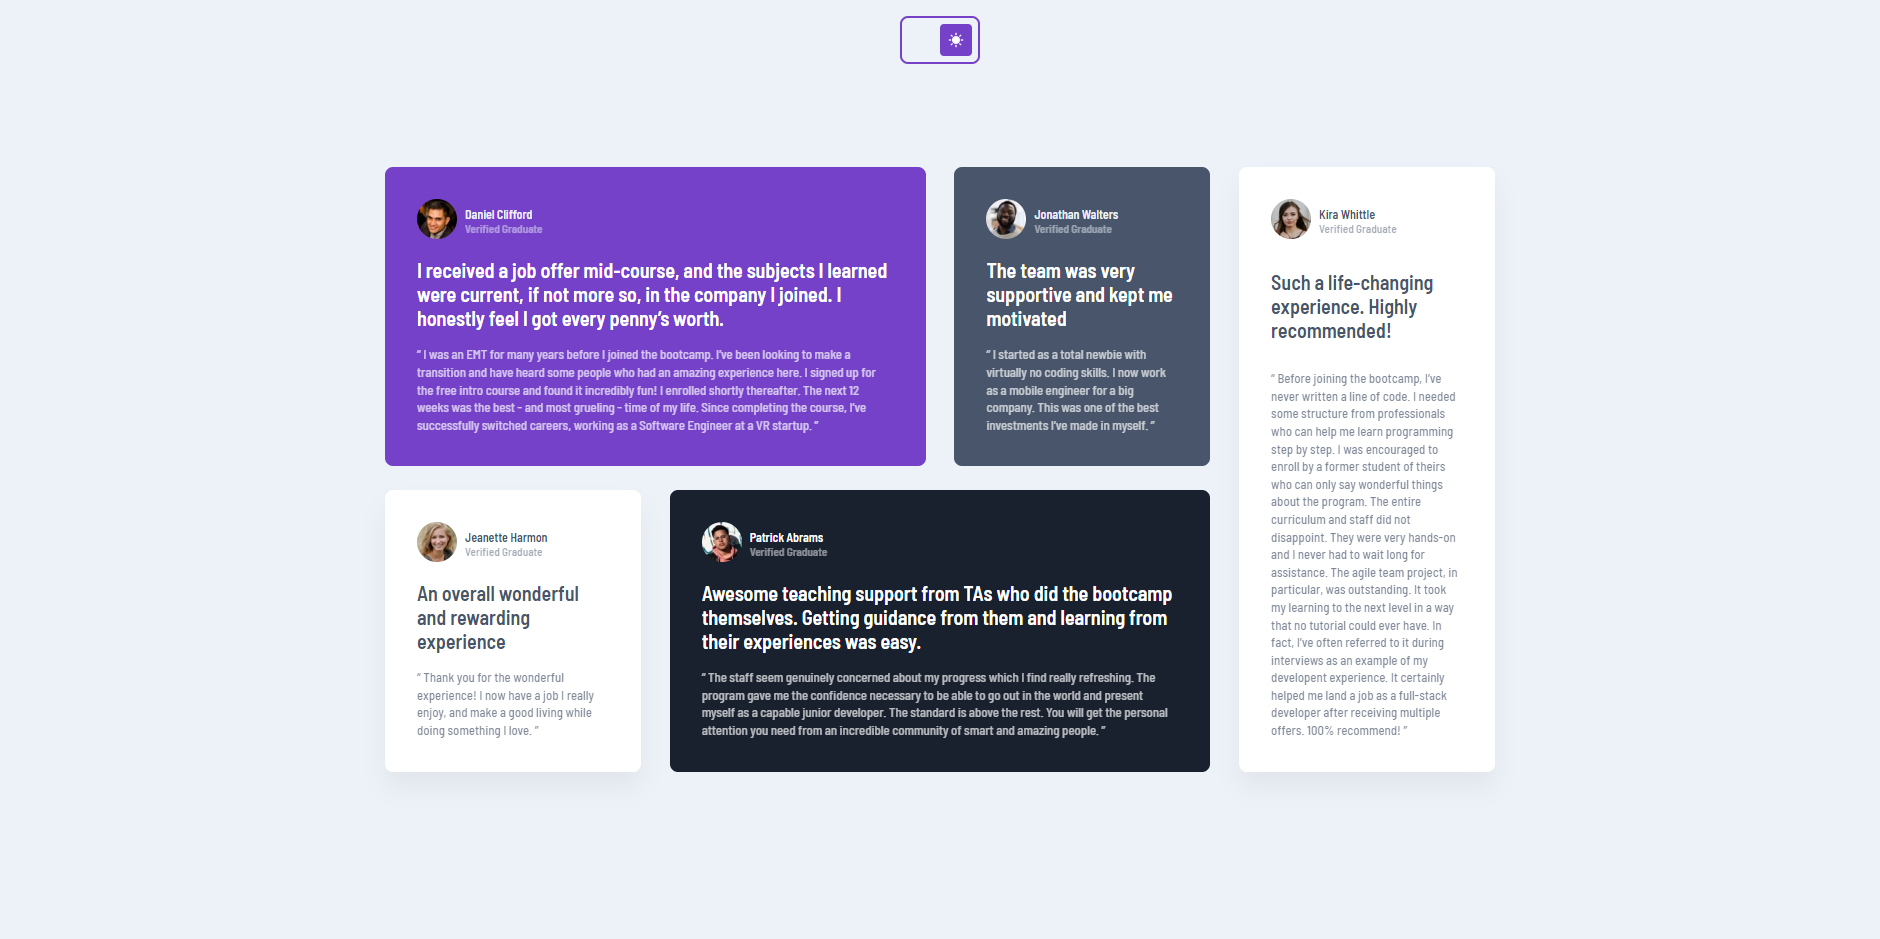 Daniel Clifford
Verified Graduate
I received a job offer mid-course, and the subjects I learned
were current, if not more so, in the company I joined. I
honestly feel I got every penny’s worth.
“ I was an EMT for many years before I joined the bootcamp. I’ve been looking to make a
transition and have heard some people who had an amazing experience here. I signed up for
the free intro course and found it incredibly fun! I enrolled shortly thereafter. The next 12
weeks was the best - and most grueling - time of my life. Since completing the course, I’ve
successfully switched careers, working as a Software Engineer at a VR startup. ”
Jonathan Walters
Verified Graduate
The team was very
supportive and kept me
motivated
“ I started as a total newbie with
virtually no coding skills. I now work
as a mobile engineer for a big
company. This was one of the best
investments I’ve made in myself. ”
Kira Whittle
Verified Graduate
Such a life-changing
experience. Highly
recommended!
“ Before joining the bootcamp, I’ve
never written a line of code. I needed
some structure from professionals
who can help me learn programming
step by step. I was encouraged to
enroll by a former student of theirs
who can only say wonderful things
about the program. The entire
curriculum and staff did not
disappoint. They were very hands-on
and I never had to wait long for
assistance. The agile team project, in
particular, was outstanding. It took
my learning to the next level in a way
that no tutorial could ever have. In
fact, I’ve often referred to it during
interviews as an example of my
developent experience. It certainly
helped me land a job as a full-stack
developer after receiving multiple
offers. 100% recommend! ”
Jeanette Harmon
Verified Graduate
An overall wonderful
and rewarding
experience
“ Thank you for the wonderful
experience! I now have a job I really
enjoy, and make a good living while
doing something I love. ”
Patrick Abrams
Verified Graduate
Awesome teaching support from TAs who did the bootcamp
themselves. Getting guidance from them and learning from
their experiences was easy.
“ The staff seem genuinely concerned about my progress which I find really refreshing. The
program gave me the confidence necessary to be able to go out in the world and present
myself as a capable junior developer. The standard is above the rest. You will get the personal
attention you need from an incredible community of smart and amazing people. ”